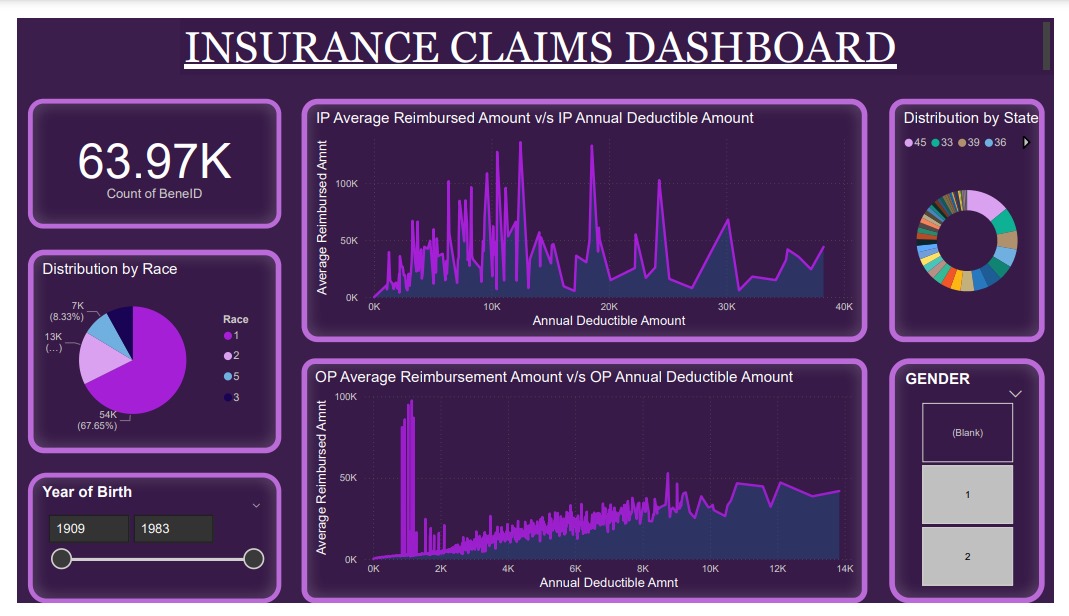 INSURANCE CLAIMS DASHBOARD
63.97K
Count of BeneID
Distribution by Race
7K
(8.33%)
13K
(...)
54K
(67.65%)
Race
1
2
5
3
Year of Birth
1909 1983
IP Average Reimbursed Amount v/s IP Annual Deductible Amount
Average Reimbursed Amnt
100K
50K
0K
0K 10K 20K 30K 40K
Annual Deductible Amount
OP Average Reimbursement Amount v/s OP Annual Deductible Amount
Average Reimbursed Amnt
100K
50K
0K
0K 2K 4K 6K 8K 10K 12K 14K
Annual Deductible Amnt
Distribution by State
45 33 39 36
GENDER
(Blank)
1
2